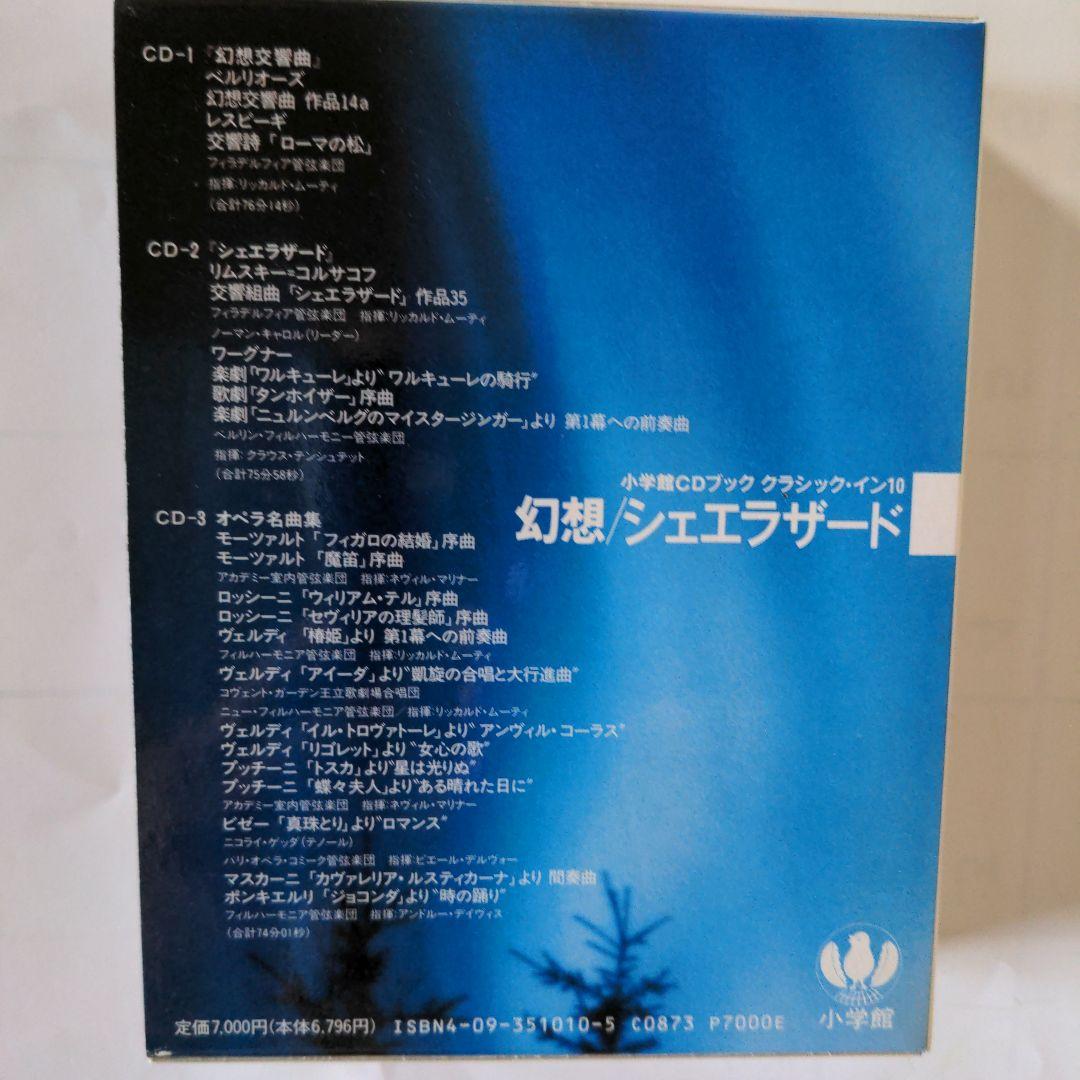 CD-1 『幻想交響曲』
ベルリオーズ
幻想交響曲 作品14a
レスピーギ
交響詩「ローマの松」
フィラデルフィア管弦楽団
指揮:リッカルド・ムーティ
(合計76分14秒)
CD-2 『シェエラザード』
リムスキー=コルサコフ
交響組曲「シェエラザード」作品35
フィラデルフィア管弦楽団 指揮:リッカルド・ムーティ
ノーマン・キャロル(リーダー)
ワーグナー
楽劇「ワルキューレ」より〝ワルキューレの騎行〟
歌劇「タンホイザー」序曲
楽劇「ニュルンベルグのマイスタージンガー」より 第1幕への前奏曲
ベルリン・フィルハーモニー管弦楽団
指揮:クラウス・テンシュテット
(合計75分58秒)
小学館CDブック クラシック・イン10
幻想/シェエラザード
CD-3 オペラ名曲集
モーツァルト「フィガロの結婚」序曲
モーツァルト「魔笛」序曲
アカデミー室内管弦楽団 指揮:ネヴィル・マリナー
ロッシーニ「ウィリアム・テル」序曲
ロッシーニ「セヴィリアの理髪師」序曲
ヴェルディ「椿姫」より 第1幕への前奏曲
フィルハーモニア管弦楽団 指揮:リッカルド・ムーティ
ヴェルディ「アイーダ」より〝凱旋の合唱と大行進曲〟
コヴェント・ガーデン王立歌劇場合唱団
ニュー・フィルハーモニア管弦楽団/指揮:リッカルド・ムーティ
ヴェルディ「イル・トロヴァトーレ」より〝アンヴィル・コーラス〟
ヴェルディ「リゴレット」より〝女心の歌〟
プッチーニ「トスカ」より〝星は光りぬ〟
プッチーニ「蝶々夫人」より〝ある晴れた日に〟
アカデミー室内管弦楽団 指揮:ネヴィル・マリナー
ビゼー「真珠とり」より〝ロマンス〟
ニコライ・ゲッダ(テノール)
パリ・オペラ・コミーク管弦楽団 指揮:ピエール・デルヴォー
マスカーニ「カヴァレリア・ルスティカーナ」より 間奏曲
ポンキエルリ「ジョコンダ」より〝時の踊り〟
フィルハーモニア管弦楽団 指揮:アンドルー・デイヴィス
(合計74分01秒)
定価7,000円(本体6,796円) ISBN4-09-351010-5 C0873 P7000E
小学館